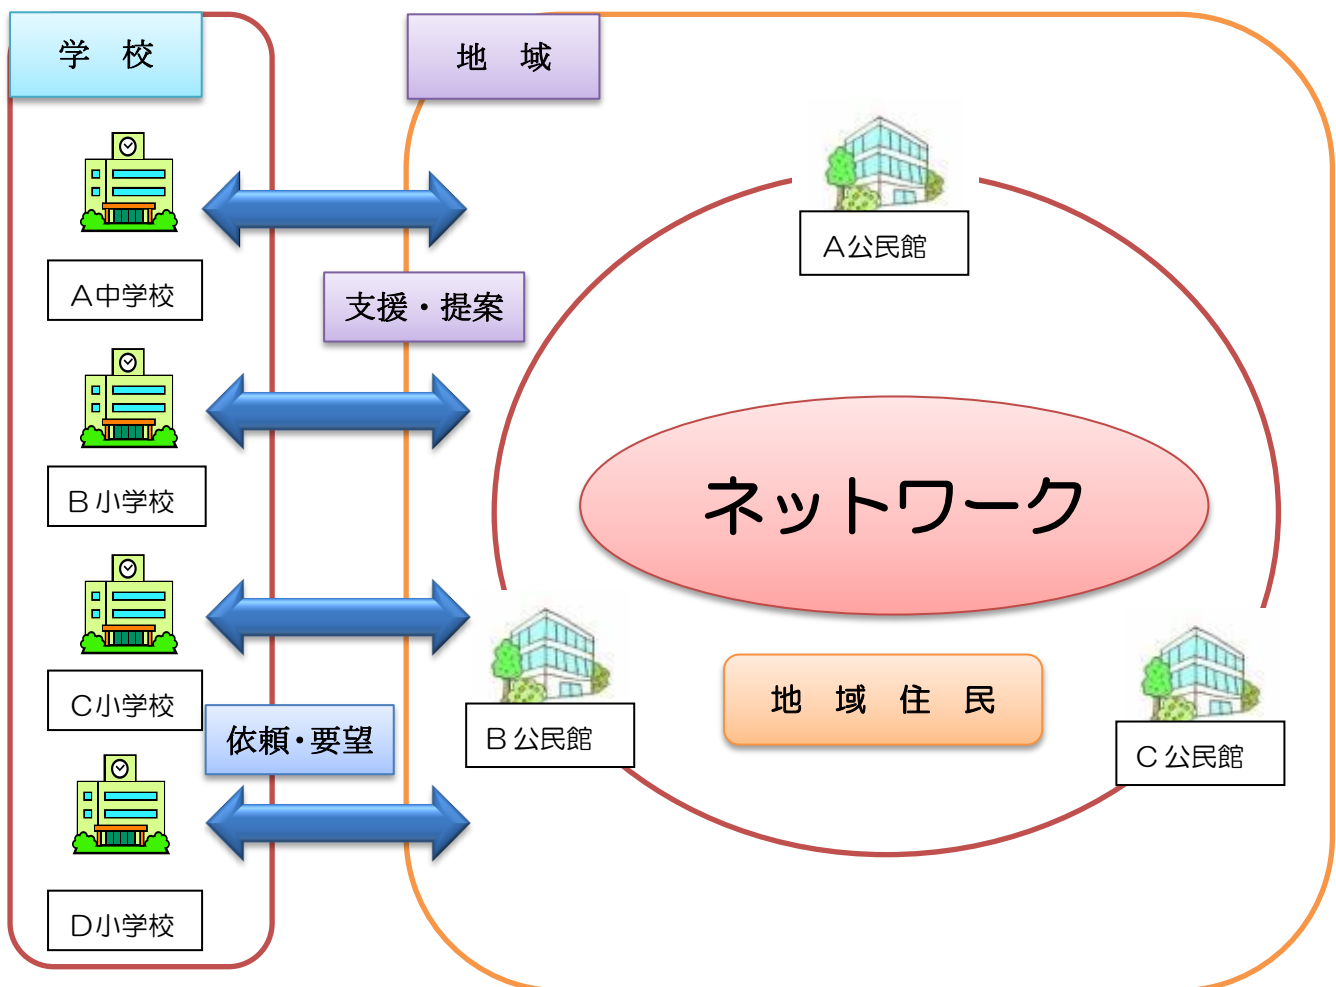 学　校
地　域
A公民館
A中学校
支援・提案
B小学校
ネットワーク
C小学校
依頼・要望
地　域　住　民
B公民館
C公民館
D小学校